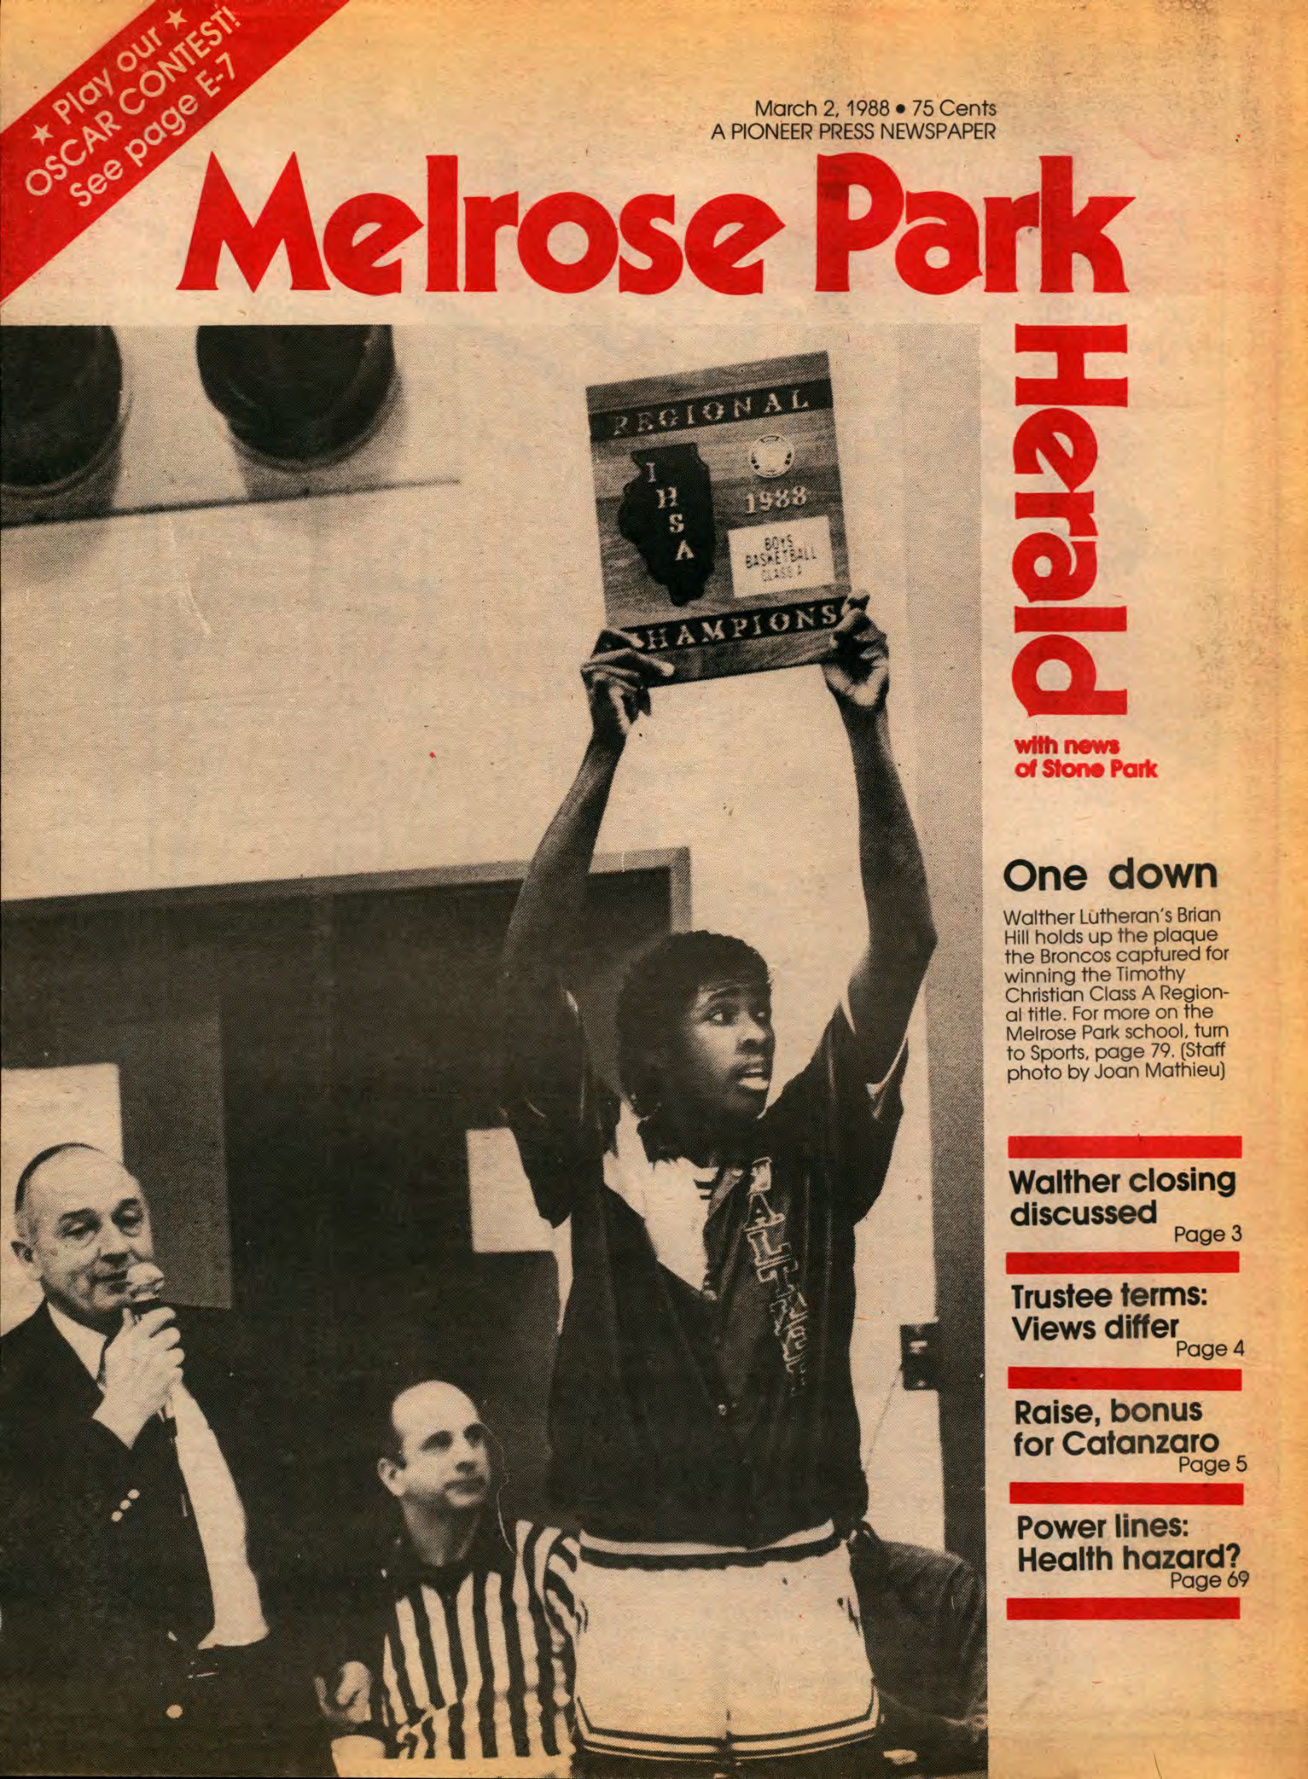 ★ Play our ★
OSCAR CONTEST!
See page E-7
March 2, 1988 • 75 Cents
A PIONEER PRESS NEWSPAPER
Melrose Park
Herald
with news
of Stone Park
REGIONAL
I
H
S
A
1988
BOYS
BASKETBALL
CLASS A
CHAMPIONS
WALTHER
One down
Walther Lutheran's Brian
Hill holds up the plaque
the Broncos captured for
winning the Timothy
Christian Class A Region-
al title. For more on the
Melrose Park school, turn
to Sports, page 79. (Staff
photo by Joan Mathieu)
Walther closing
discussed
Page 3
Trustee terms:
Views differ
Page 4
Raise, bonus
for Catanzaro
Page 5
Power lines:
Health hazard?
Page 69